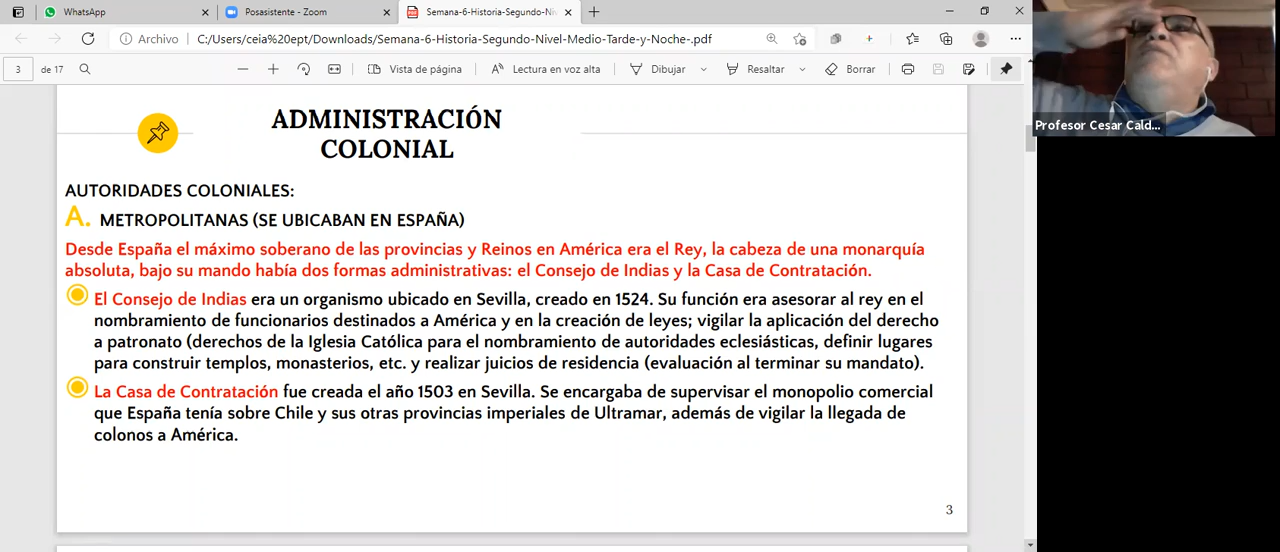 WhatsApp
Posasistente - Zoom
Semana-6-Historia-Segundo-Niv
Archivo
C:/Users/ceia%20ept/Downloads/Semana-6-Historia-Segundo-Nivel-Medio-Tarde-y-Noche-.pdf
3 de 17
Vista de página
Lectura en voz alta
Dibujar
Resaltar
Borrar
Profesor Cesar Cald...
ADMINISTRACIÓN
COLONIAL
AUTORIDADES COLONIALES:
A. METROPOLITANAS (SE UBICABAN EN ESPAÑA)
Desde España el máximo soberano de las provincias y Reinos en América era el Rey, la cabeza de una monarquía
absoluta, bajo su mando había dos formas administrativas: el Consejo de Indias y la Casa de Contratación.
El Consejo de Indias era un organismo ubicado en Sevilla, creado en 1524. Su función era asesorar al rey en el
nombramiento de funcionarios destinados a América y en la creación de leyes; vigilar la aplicación del derecho
a patronato (derechos de la Iglesia Católica para el nombramiento de autoridades eclesiásticas, definir lugares
para construir templos, monasterios, etc. y realizar juicios de residencia (evaluación al terminar su mandato).
La Casa de Contratación fue creada el año 1503 en Sevilla. Se encargaba de supervisar el monopolio comercial
que España tenía sobre Chile y sus otras provincias imperiales de Ultramar, además de vigilar la llegada de
colonos a América.
3